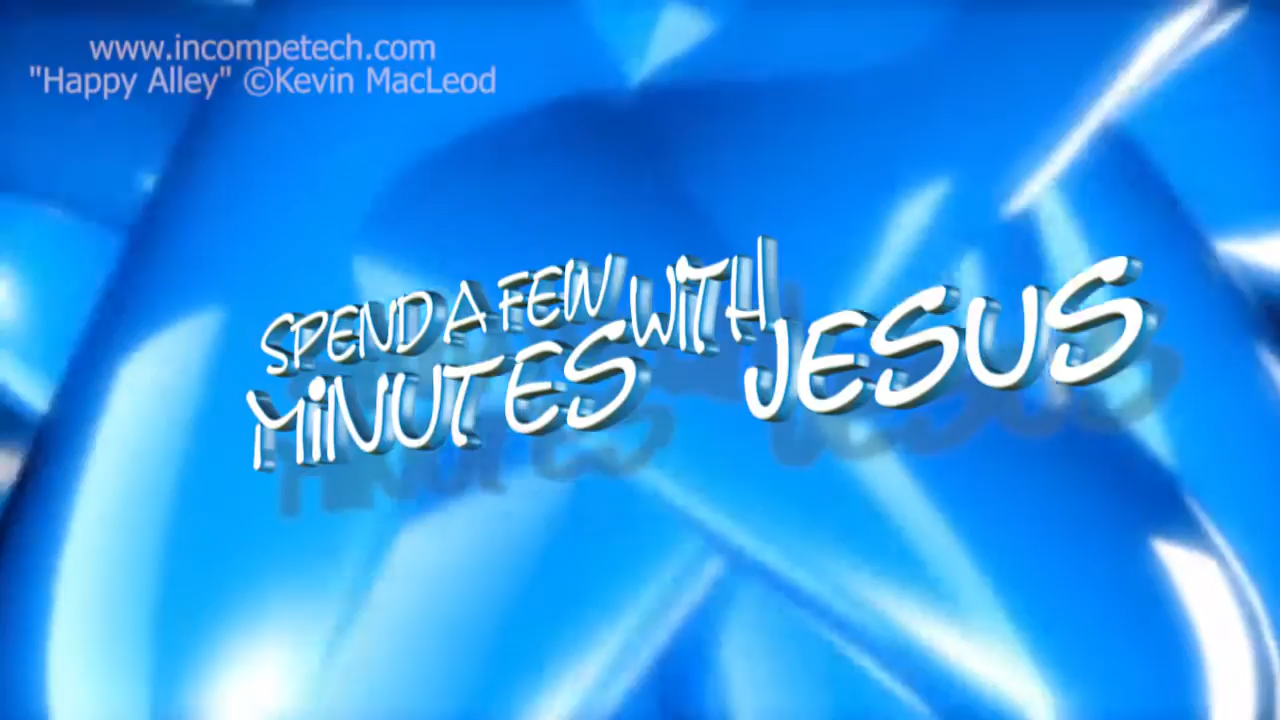 www.incompetech.com
"Happy Alley" ©Kevin MacLeod
SPEND A FEW
MINUTES WITH
JESUS